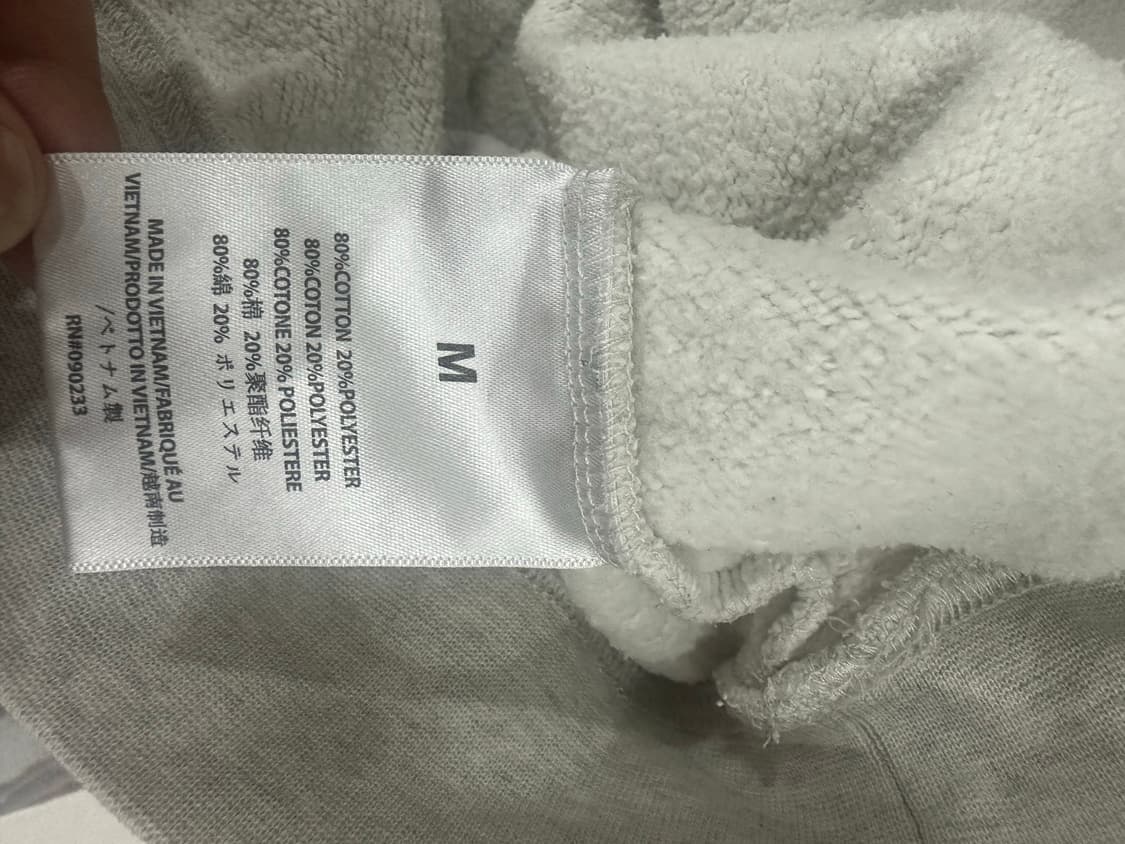 M
80%COTTON 20%POLYESTER
80%COTON 20%POLYESTER
80%COTONE 20% POLIESTERE
80%棉 20%聚酯纤维
80%綿 20% ポリエステル
MADE IN VIETNAM/FABRIQUÉ AU
VIETNAM/PRODOTTO IN VIETNAM/越南制造
/ベトナム製
RN#090233